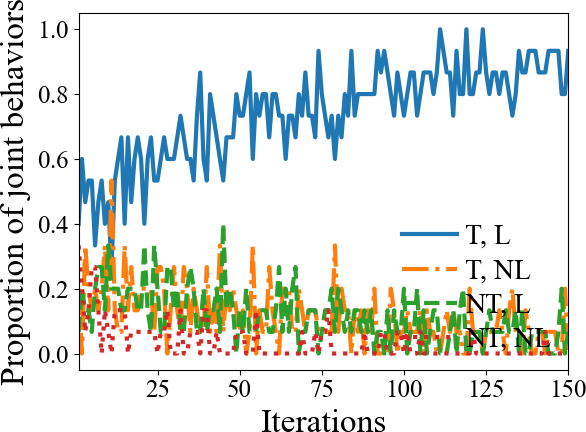 Proportion of joint behaviors
1.0
0.8
0.6
0.4
0.2
0.0
T, L
T, NL
NT, L
NT, NL
25
50
75
100
125
150
Iterations